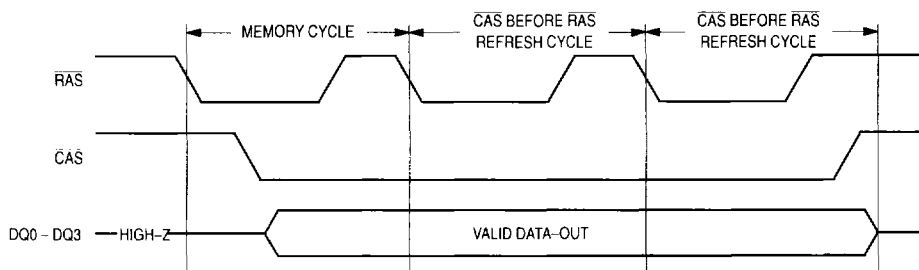 MEMORY CYCLE
CAS BEFORE RAS
REFRESH CYCLE
CAS BEFORE RAS
REFRESH CYCLE
RAS
CAS
DQ0 – DQ3
HIGH–Z
VALID DATA–OUT